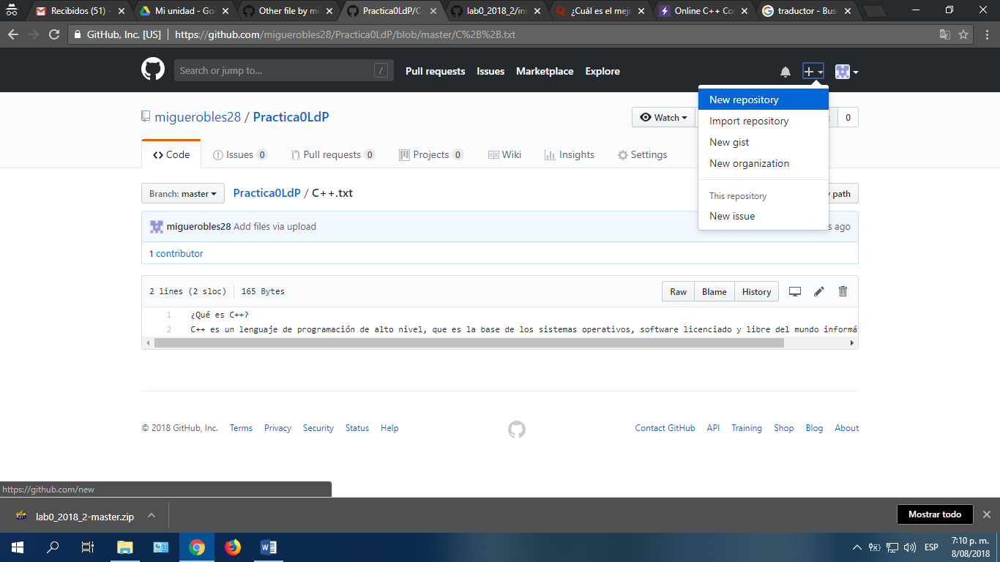 Recibidos (51) -
Mi unidad - Goo
Other file by mi
Practica0LdP/C-
lab0_2018_2/ins
¿Cuál es el mejo
Online C++ Co
traductor - Bus
GitHub, Inc. [US]
https://github.com/miguerobles28/Practica0LdP/blob/master/C%2B%2B.txt
Search or jump to...
/
Pull requests
Issues
Marketplace
Explore
New repository
Import repository
New gist
New organization
This repository
New issue
miguerobles28 / Practica0LdP
Watch
0
Code
Issues 0
Pull requests 0
Projects 0
Wiki
Insights
Settings
Branch: master
Practica0LdP / C++.txt
path
miguerobles28 Add files via upload
ago
1 contributor
2 lines (2 sloc)
165 Bytes
Raw
Blame
History
1 ¿Qué es C++?
2 C++ es un lenguaje de programación de alto nivel, que es la base de los sistemas operativos, software licenciado y libre del mundo informá
© 2018 GitHub, Inc.
Terms
Privacy
Security
Status
Help
Contact GitHub
API
Training
Shop
Blog
About
https://github.com/new
lab0_2018_2-master.zip
Mostrar todo
ESP
7:10 p. m.
8/08/2018